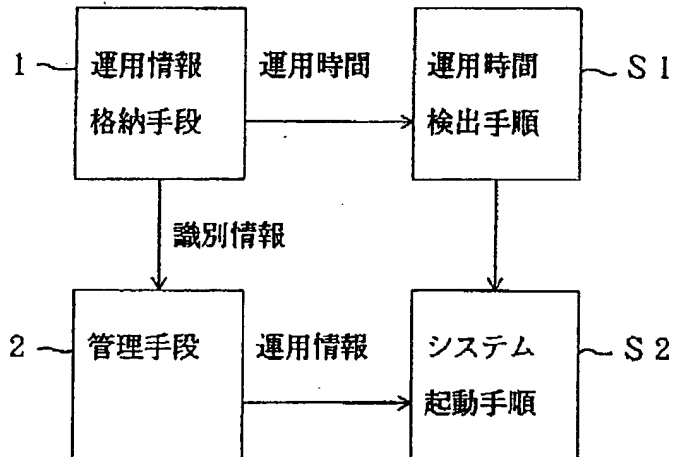 1
運用情報
格納手段
運用時間
運用時間
検出手順
S1
識別情報
2
管理手段
運用情報
システム
起動手順
S2